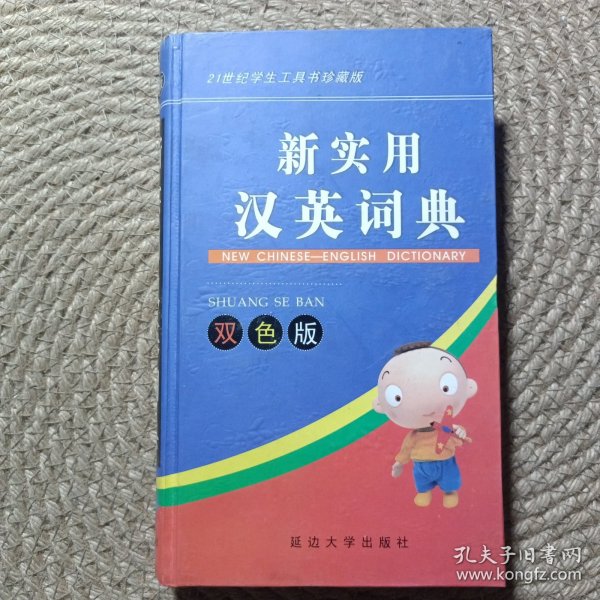 21世纪学生工具书珍藏版
新实用
汉英词典
NEW CHINESE—ENGLISH DICTIONARY
SHUANG SE BAN
双色版
延边大学出版社
孔夫子旧书网
www.kongfz.com